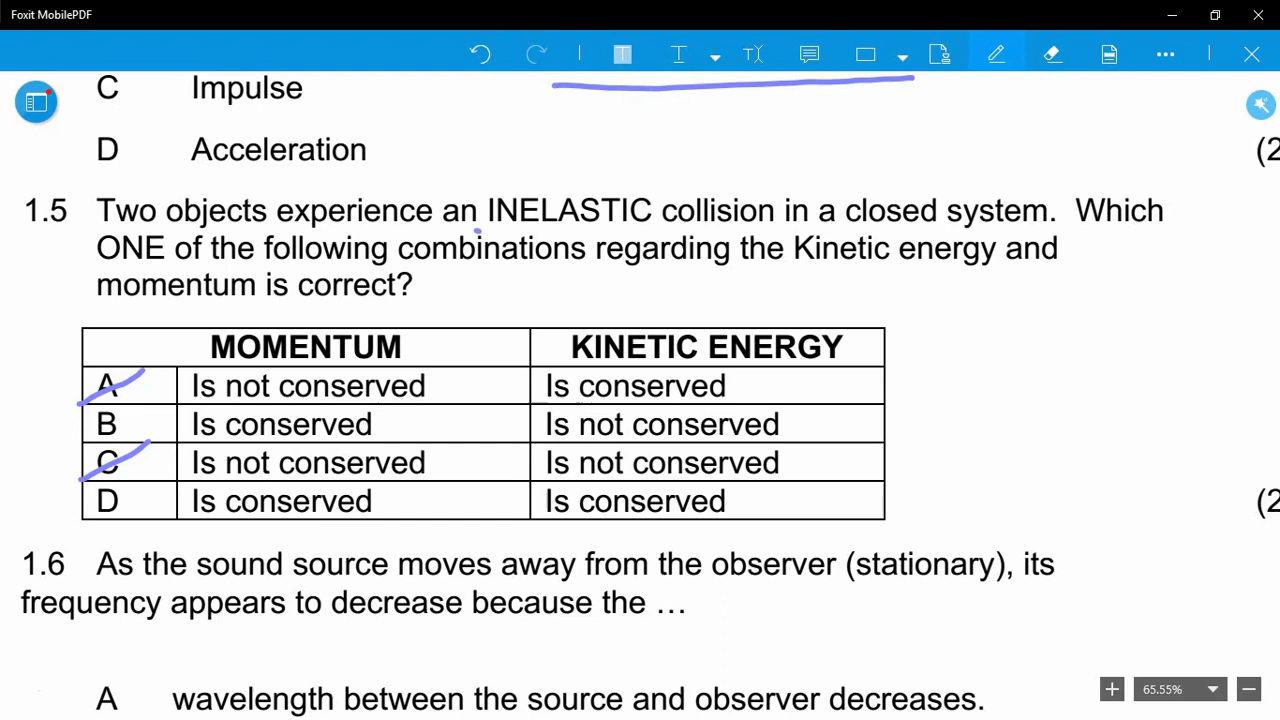 Foxit MobilePDF
C Impulse
D Acceleration (2
1.5 Two objects experience an INELASTIC collision in a closed system. Which
ONE of the following combinations regarding the Kinetic energy and
momentum is correct?
MOMENTUM KINETIC ENERGY
A Is not conserved Is conserved
B Is conserved Is not conserved
C Is not conserved Is not conserved
D Is conserved Is conserved (2
1.6 As the sound source moves away from the observer (stationary), its
frequency appears to decrease because the …
A wavelength between the source and observer decreases.
65.55%